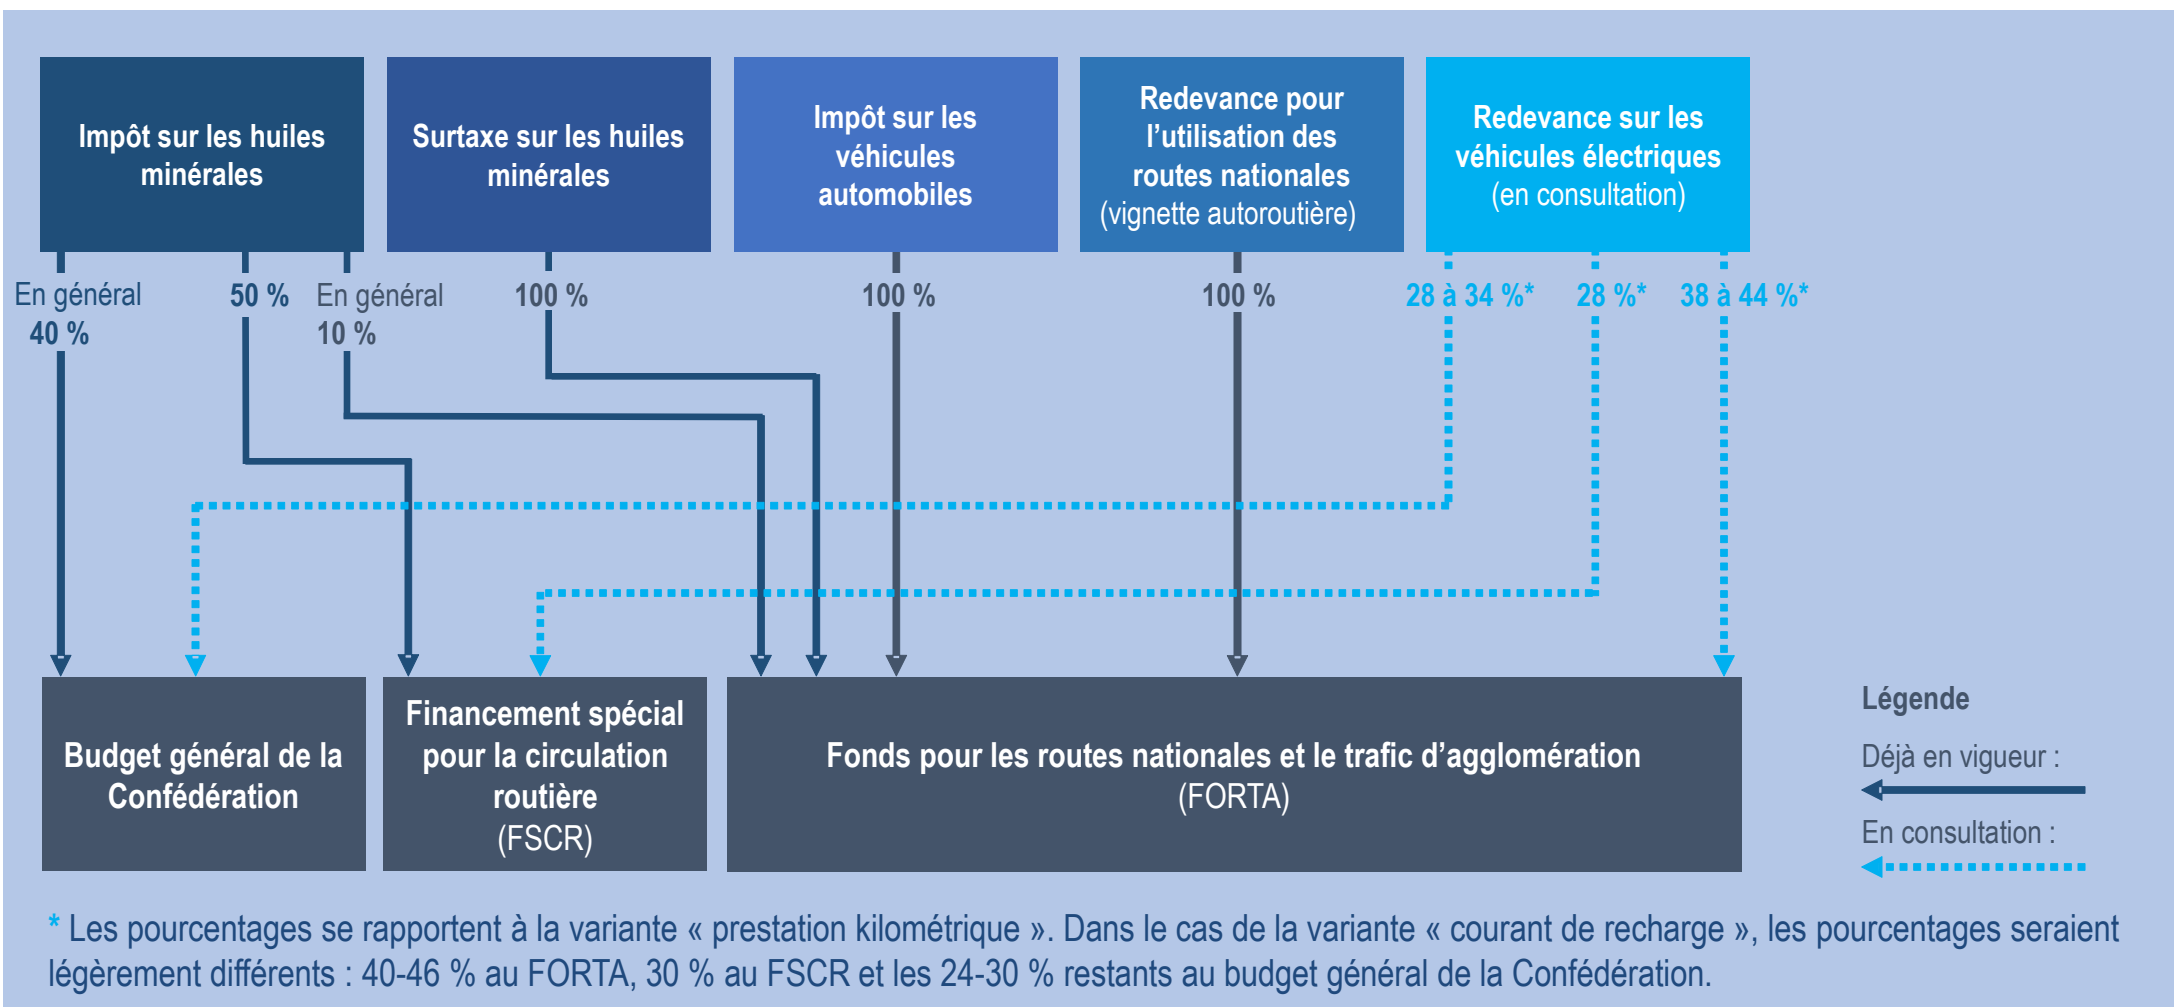 Impôt sur les huiles
minérales
Surtaxe sur les huiles
minérales
Impôt sur les
véhicules
automobiles
Redevance pour
l’utilisation des
routes nationales
(vignette autoroutière)
Redevance sur les
véhicules électriques
(en consultation)
En général
40 %
50 %
En général
10 %
100 %
100 %
100 %
28 à 34 %*
28 %*
38 à 44 %*
Budget général de la
Confédération
Financement spécial
pour la circulation
routière
(FSCR)
Fonds pour les routes nationales et le trafic d’agglomération
(FORTA)
Légende
Déjà en vigueur :
En consultation :
* Les pourcentages se rapportent à la variante « prestation kilométrique ». Dans le cas de la variante « courant de recharge », les pourcentages seraient
légèrement différents : 40-46 % au FORTA, 30 % au FSCR et les 24-30 % restants au budget général de la Confédération.